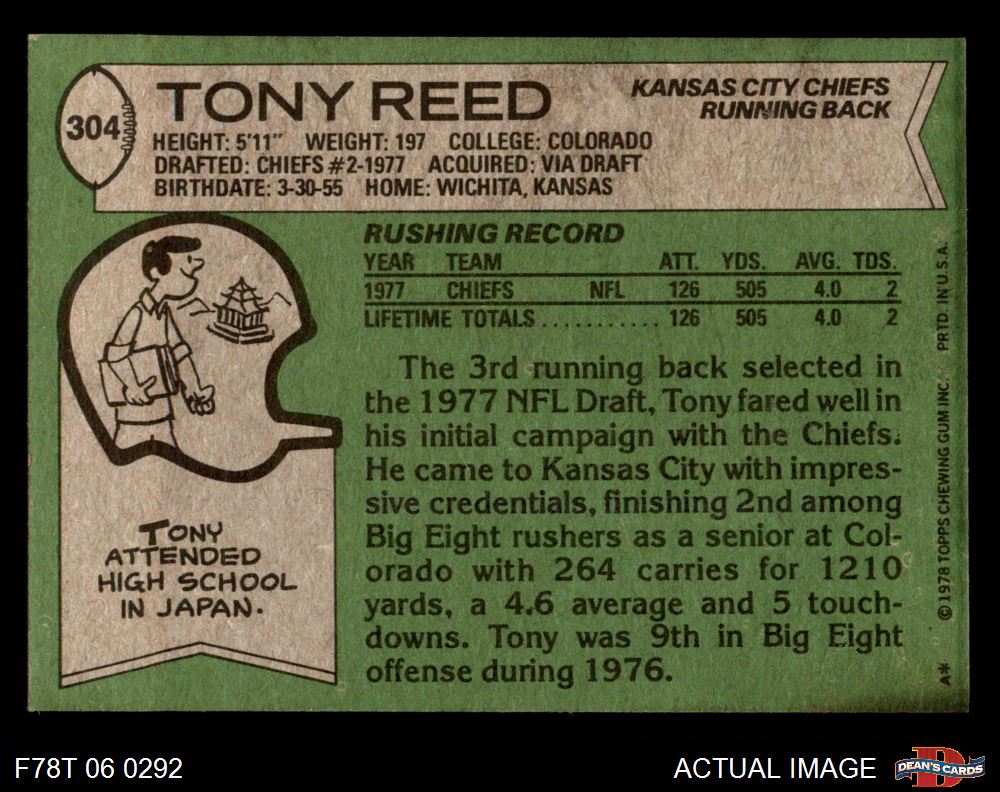 304
TONY REED
KANSAS CITY CHIEFS
RUNNING BACK
HEIGHT: 5'11" WEIGHT: 197 COLLEGE: COLORADO
DRAFTED: CHIEFS #2-1977 ACQUIRED: VIA DRAFT
BIRTHDATE: 3-30-55 HOME: WICHITA, KANSAS
RUSHING RECORD
YEAR TEAM ATT. YDS. AVG. TDS.
1977 CHIEFS NFL 126 505 4.0 2
LIFETIME TOTALS........... 126 505 4.0 2
The 3rd running back selected in
the 1977 NFL Draft, Tony fared well in
his initial campaign with the Chiefs.
He came to Kansas City with impres-
sive credentials, finishing 2nd among
Big Eight rushers as a senior at Col-
orado with 264 carries for 1210
yards, a 4.6 average and 5 touch-
downs. Tony was 9th in Big Eight
offense during 1976.
TONY
ATTENDED
HIGH SCHOOL
IN JAPAN.
A* © 1978 TOPPS CHEWING GUM INC. PRTD. IN U.S.A.
F78T 06 0292
ACTUAL IMAGE
DEAN'S CARDS